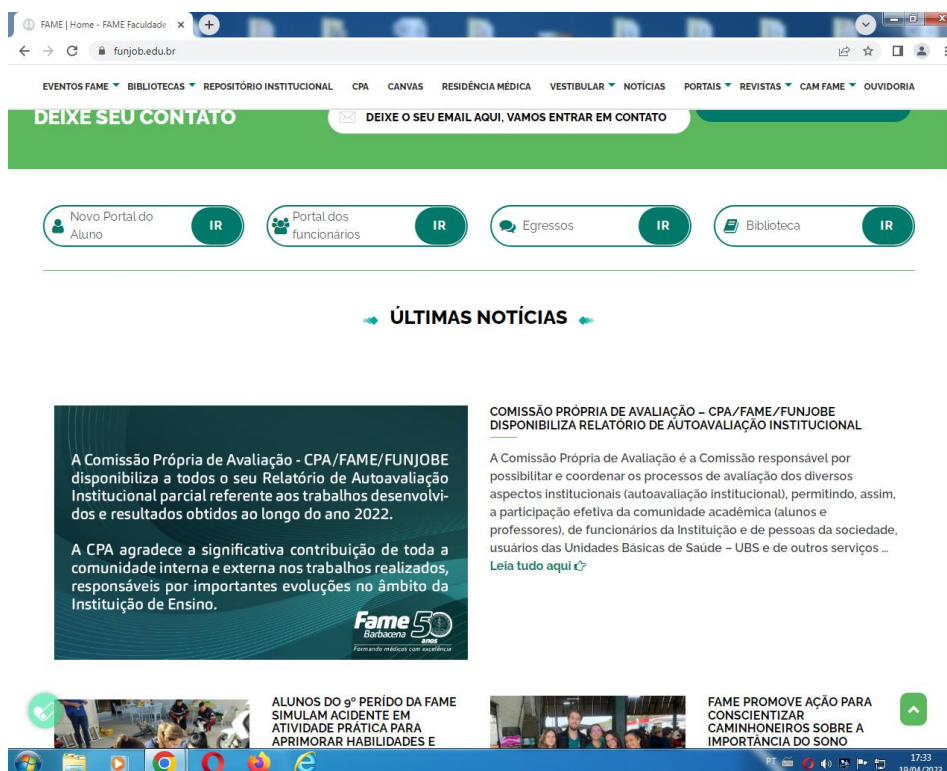 FAME | Home - FAME Faculdade
funjob.edu.br
EVENTOS FAME BIBLIOTECAS REPOSITÓRIO INSTITUCIONAL CPA CANVAS RESIDÊNCIA MÉDICA VESTIBULAR NOTÍCIAS PORTAIS REVISTAS CAM FAME OUVIDORIA
DEIXE SEU CONTATO
DEIXE O SEU EMAIL AQUI, VAMOS ENTRAR EM CONTATO
Novo Portal do
Aluno
IR
Portal dos
funcionários
IR
Egressos
IR
Biblioteca
IR
ÚLTIMAS NOTÍCIAS
A Comissão Própria de Avaliação - CPA/FAME/FUNJOBE
disponibiliza a todos o seu Relatório de Autoavaliação
Institucional parcial referente aos trabalhos desenvolvi-
dos e resultados obtidos ao longo do ano 2022.
A CPA agradece a significativa contribuição de toda a
comunidade interna e externa nos trabalhos realizados,
responsáveis por importantes evoluções no âmbito da
Instituição de Ensino.
Fame 50
Barbacena anos
Formando médicos com excelência
COMISSÃO PRÓPRIA DE AVALIAÇÃO – CPA/FAME/FUNJOBE
DISPONIBILIZA RELATÓRIO DE AUTOAVALIAÇÃO INSTITUCIONAL
A Comissão Própria de Avaliação é a Comissão responsável por
possibilitar e coordenar os processos de avaliação dos diversos
aspectos institucionais (autoavaliação institucional), permitindo, assim,
a participação efetiva da comunidade acadêmica (alunos e
professores), de funcionários da Instituição e de pessoas da sociedade,
usuários das Unidades Básicas de Saúde – UBS e de outros serviços ...
Leia tudo aqui
ALUNOS DO 9º PERÍDO DA FAME
SIMULAM ACIDENTE EM
ATIVIDADE PRÁTICA PARA
APRIMORAR HABILIDADES E
FAME PROMOVE AÇÃO PARA
CONSCIENTIZAR
CAMINHONEIROS SOBRE A
IMPORTÂNCIA DO SONO
PT
17:33
19/04/2023